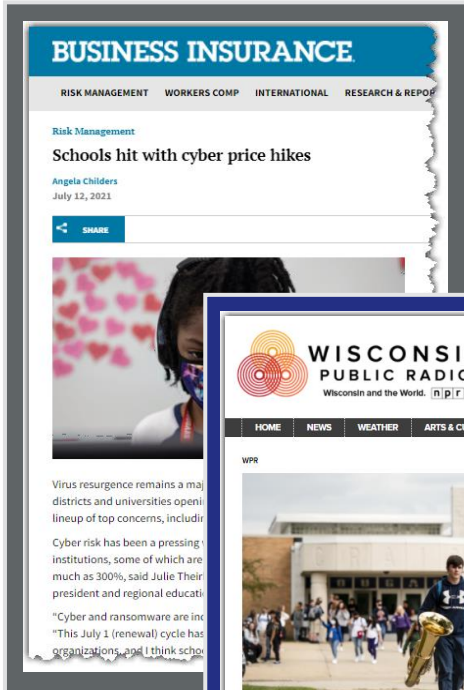 BUSINESS INSURANCE.
RISK MANAGEMENT WORKERS COMP INTERNATIONAL RESEARCH & REPOR
Risk Management
Schools hit with cyber price hikes
Angela Childers
July 12, 2021
SHARE
Virus resurgence remains a maj
districts and universities openi
lineup of top concerns, includin
Cyber risk has been a pressing
institutions, some of which are
much as 300%, said Julie Their
president and regional educati
“Cyber and ransomware are inc
“This July 1 (renewal) cycle has
organizations, and I think scho
WISCONSI
PUBLIC RADIO
Wisconsin and the World. npr
HOME NEWS WEATHER ARTS & CU
WPR